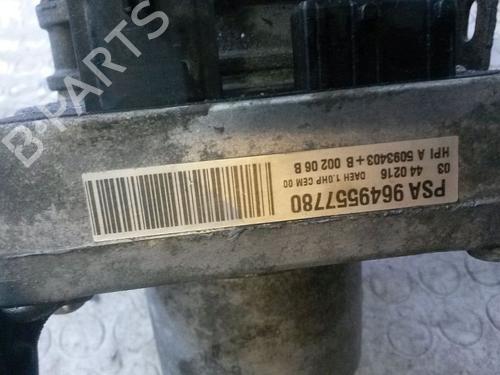 PSA 9649557780
DAEH 1.0HP CEM 00
03 44 0216
HPI A 5093403+B 002 06 B
B-PARTS